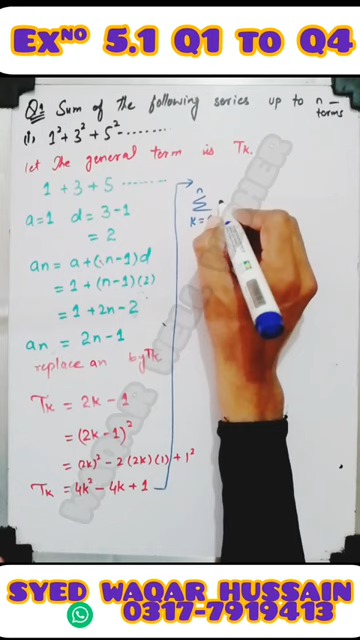 Ex NO 5.1 Q1 TO Q4
Q1 Sum of the following series up to n-terms
(i) 1² + 3² + 5² ........
let the general term is Tk.
1 + 3 + 5 ........
a=1 d = 3-1
= 2
an = a+(n-1)d
= 1 + (n-1)(2)
= 1 + 2n - 2
an = 2n-1
replace an by Tk
Tk = 2k - 1
= (2k-1)²
= (2k)² - 2(2k)(1) + 1²
Tk = 4k² - 4k + 1
n
Σ
k =
SYED WAQAR HUSSAIN
0317-7919413